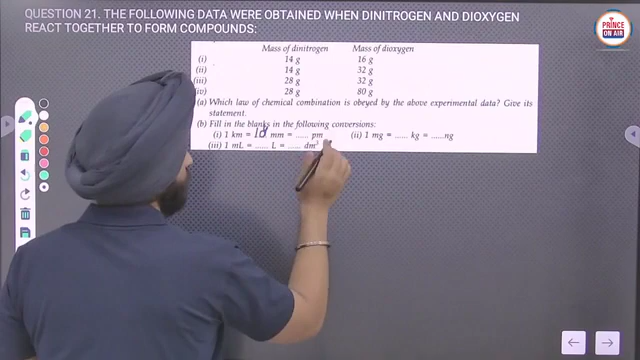 QUESTION 21. THE FOLLOWING DATA WERE OBTAINED WHEN DINITROGEN AND DIOXYGEN
REACT TOGETHER TO FORM COMPOUNDS:
PRINCE
ON AIR
Mass of dinitrogen Mass of dioxygen
(i) 14 g 16 g
(ii) 14 g 32 g
(iii) 28 g 32 g
(iv) 28 g 80 g
(a) Which law of chemical combination is obeyed by the above experimental data? Give its
statement.
(b) Fill in the blanks in the following conversions:
(i) 1 km = 10 mm = ...... pm (ii) 1 mg = ...... kg = ......ng
(iii) 1 mL = ...... L = ...... dm³